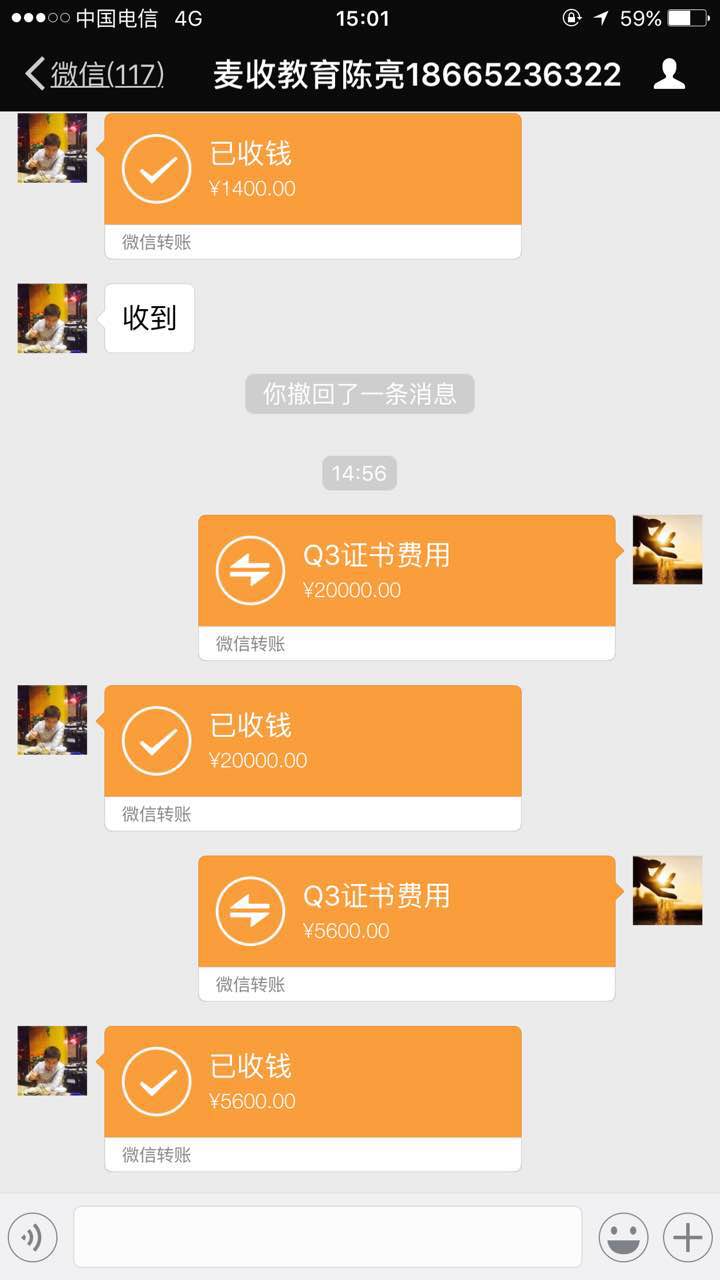 中国电信 4G 15:01 59%
微信(117) 麦收教育陈亮18665236322
已收钱
¥1400.00
微信转账
收到
你撤回了一条消息
14:56
Q3证书费用
¥20000.00
微信转账
已收钱
¥20000.00
微信转账
Q3证书费用
¥5600.00
微信转账
已收钱
¥5600.00
微信转账